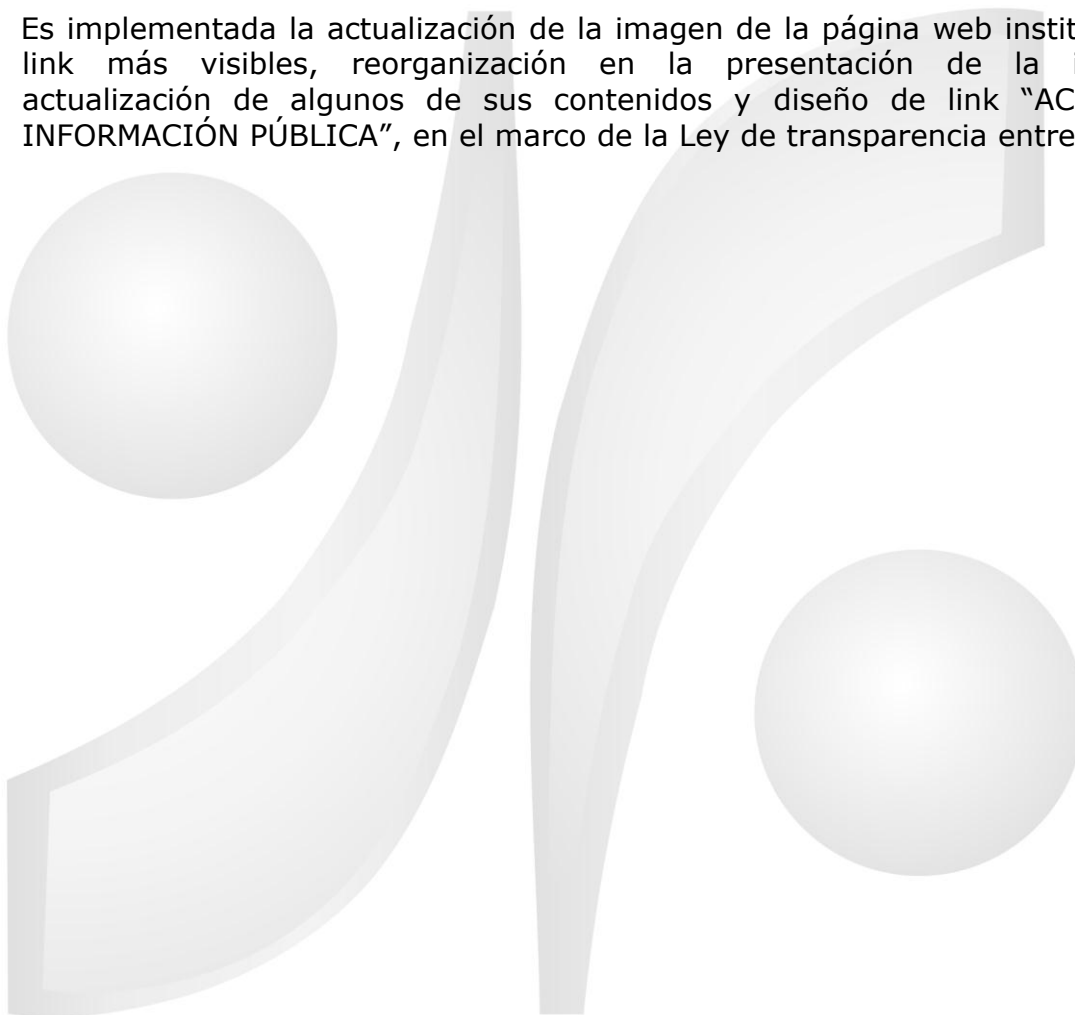 Es implementada la actualización de la imagen de la página web instit
link más visibles, reorganización en la presentación de la i
actualización de algunos de sus contenidos y diseño de link “AC
INFORMACIÓN PÚBLICA”, en el marco de la Ley de transparencia entre